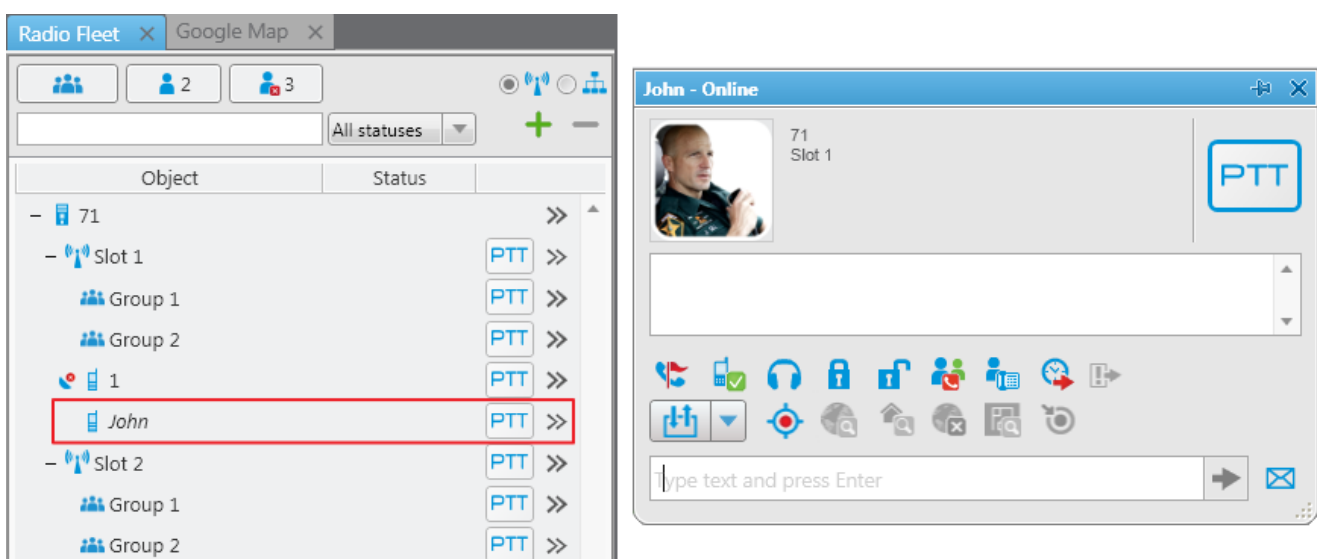 Radio Fleet
Google Map
2
3
All statuses
Object Status
71
Slot 1 PTT
Group 1 PTT
Group 2 PTT
1 PTT
John PTT
Slot 2 PTT
Group 1 PTT
Group 2 PTT
John - Online
71
Slot 1
PTT
Type text and press Enter